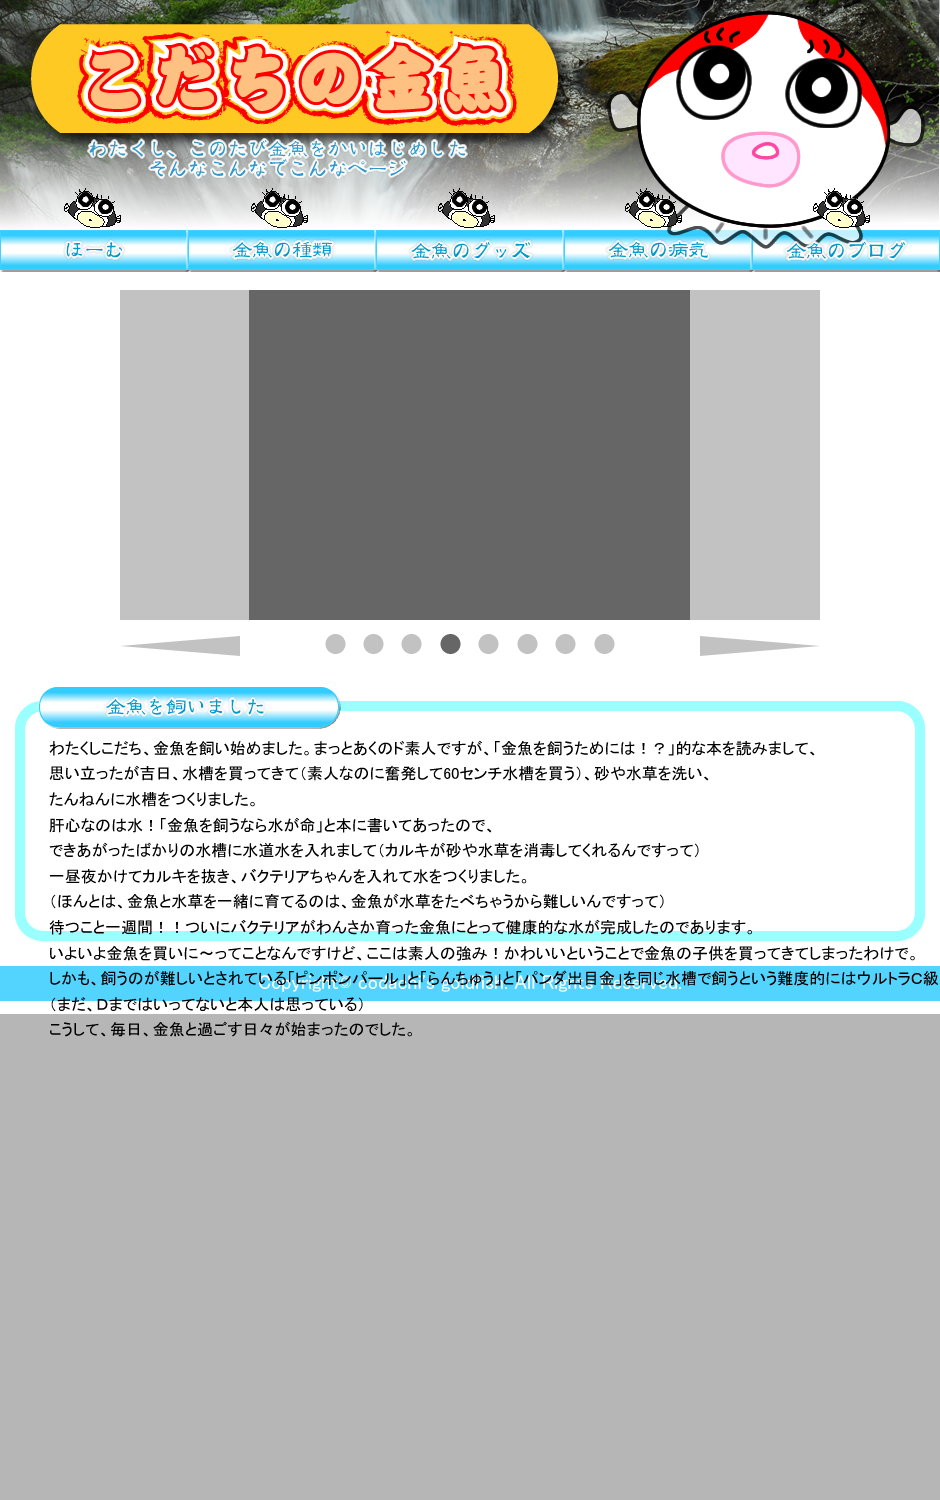 こだちの金魚
わたくし、このたび金魚をかいはじめした
そんなこんなでこんなページ
ほーむ
金魚の種類
金魚のグッズ
金魚の病気
金魚のブログ
金魚を飼いました
わたくしこだち、金魚を飼い始めました。まっとあくのド素人ですが、「金魚を飼うためには！？」的な本を読みまして、
思い立ったが吉日、水槽を買ってきて（素人なのに奮発して60センチ水槽を買う）、砂や水草を洗い、
たんねんに水槽をつくりました。
肝心なのは水！「金魚を飼うなら水が命」と本に書いてあったので、
できあがったばかりの水槽に水道水を入れまして（カルキが砂や水草を消毒してくれるんですって）
一昼夜かけてカルキを抜き、バクテリアちゃんを入れて水をつくりました。
（ほんとは、金魚と水草を一緒に育てるのは、金魚が水草をたべちゃうから難しいんですって）
待つこと一週間！！ついにバクテリアがわんさか育った金魚にとって健康的な水が完成したのであります。
いよいよ金魚を買いに～ってことなんですけど、ここは素人の強み！かわいいということで金魚の子供を買ってきてしまったわけで。
しかも、飼うのが難しいとされている「ピンポンパール」と「らんちゅう」と「パンダ出目金」を同じ水槽で飼うという難度的にはウルトラC級
（まだ、Dまではいってないと本人は思っている）
こうして、毎日、金魚と過ごす日々が始まったのでした。